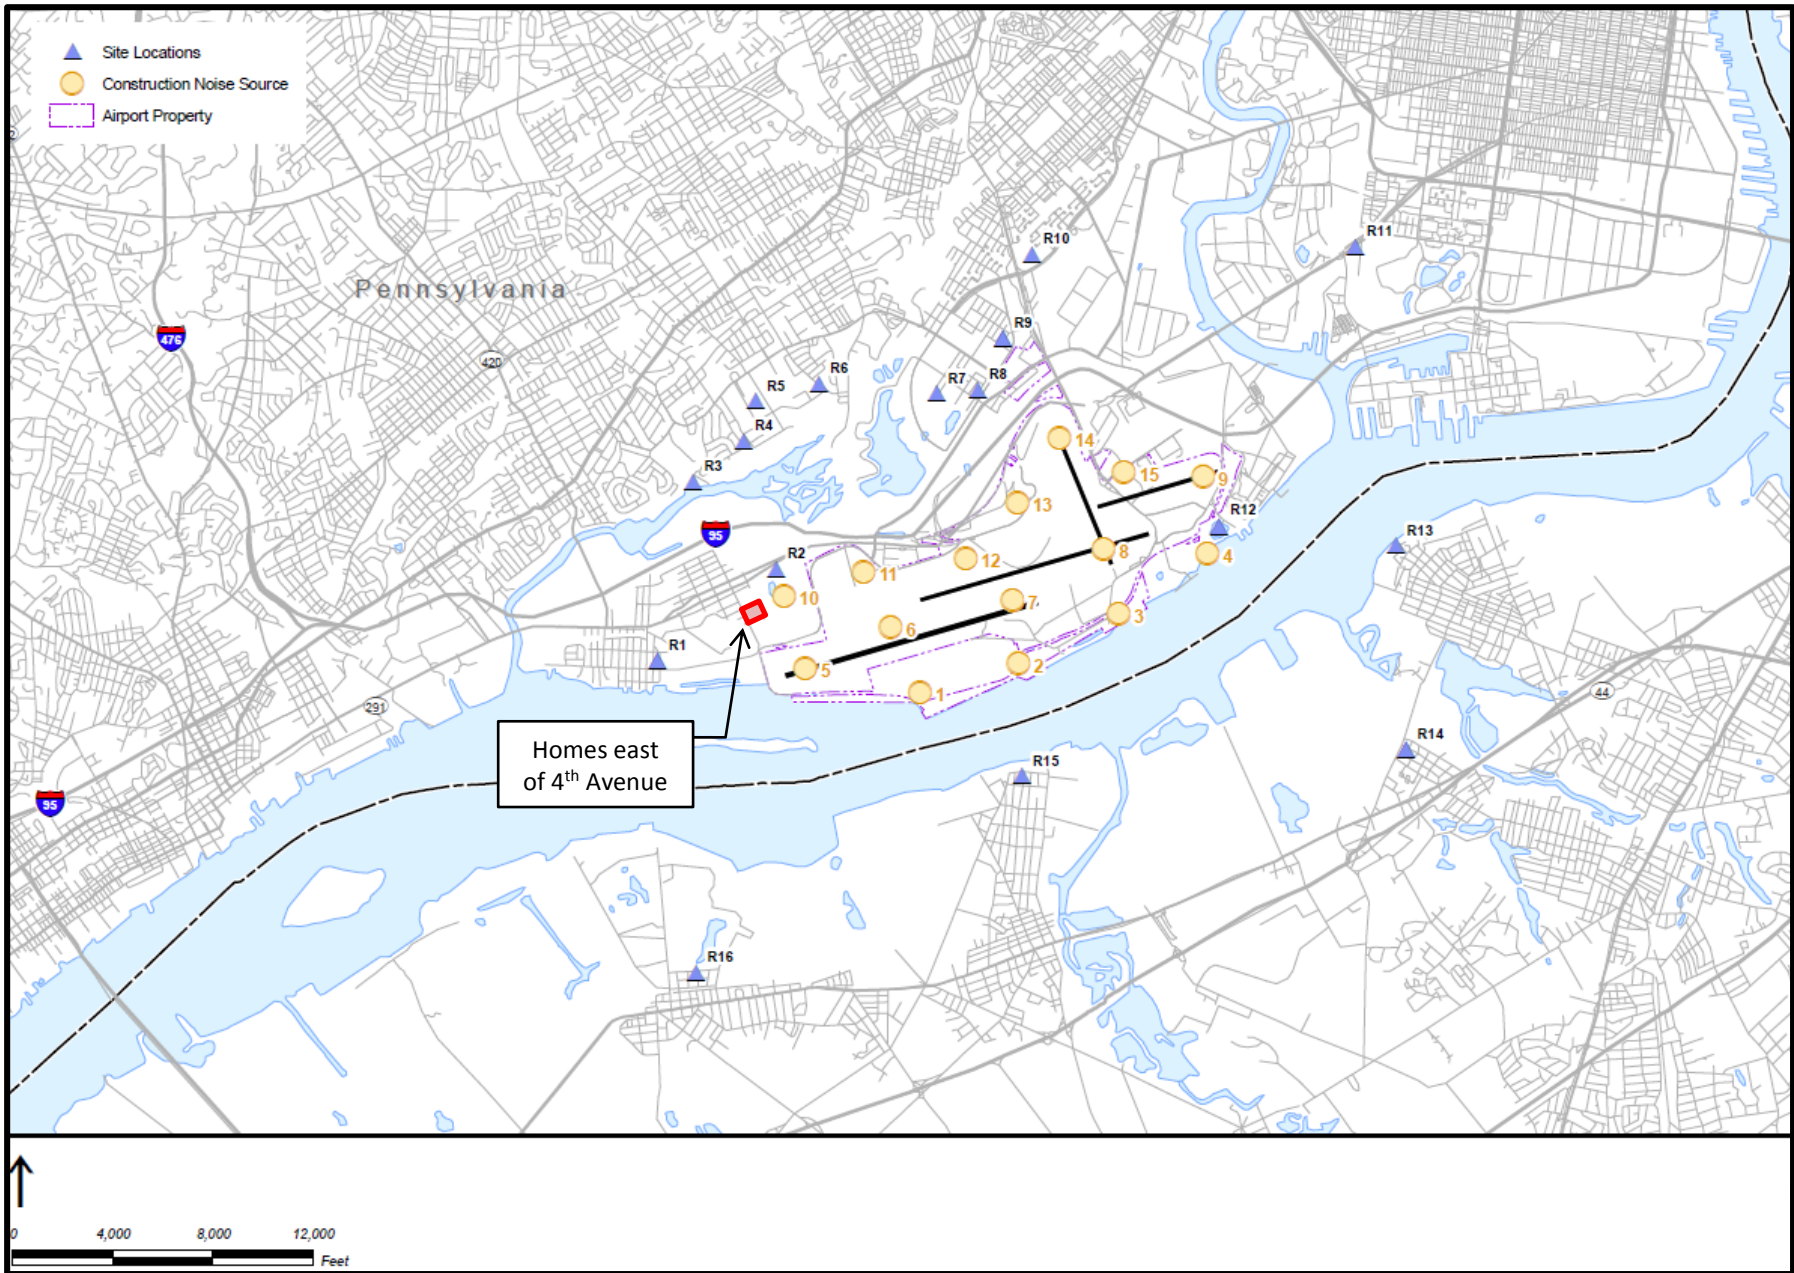 Site Locations
Construction Noise Source
Airport Property
Pennsylvania
476
420
R10
R11
R9
R5
R6
R7
R8
R4
R3
14
15
9
13
R12
95
R2
R13
8
4
12
11
10
7
3
6
R1
5
2
1
291
44
Homes east
of 4th Avenue
R14
R15
95
R16
0 4,000 8,000 12,000
Feet